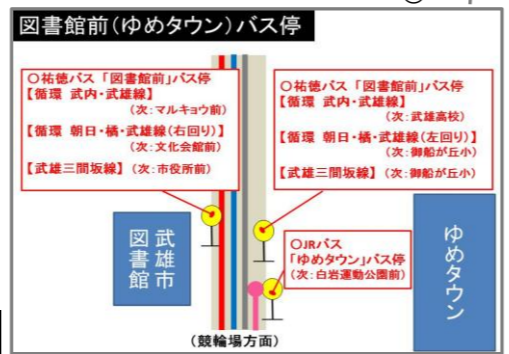 図書館前(ゆめタウン)バス停
〇祐徳バス「図書館前」バス停
【循環 武内・武雄線】
(次:マルキョウ前)
【循環 朝日・橘・武雄線(右回り)】
(次:文化会館前)
【武雄三間坂線】(次:市役所前)
〇祐徳バス「図書館前」バス停
【循環 武内・武雄線】
(次:武雄高校)
【循環 朝日・橘・武雄線(左回り)】
(次:御船が丘小)
【武雄三間坂線】(次:御船が丘小)
武雄市
図書館
〇JRバス
「ゆめタウン」バス停
(次:白岩運動公園前)
ゆめタウン
(競輪場方面)